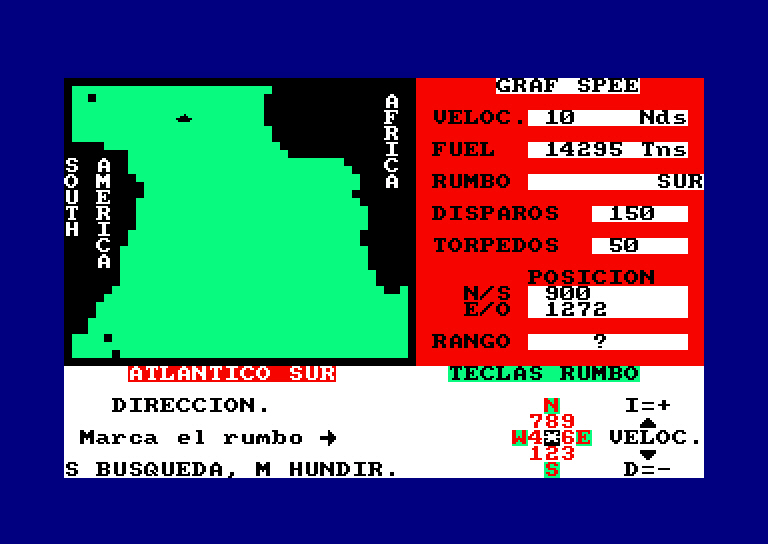 AFRICA
SOUTH
AMERICA
GRAF SPEE
VELOC. 10 Nds
FUEL 14295 Tns
RUMBO SUR
DISPAROS 150
TORPEDOS 50
POSICION
N/S 900
E/O 1272
RANGO ?
ATLANTICO SUR
DIRECCION.
Marca el rumbo →
S BUSQUEDA, M HUNDIR.
TECLAS RUMBO
N
789
W4*6E
123
S
I=+
VELOC.
D=-